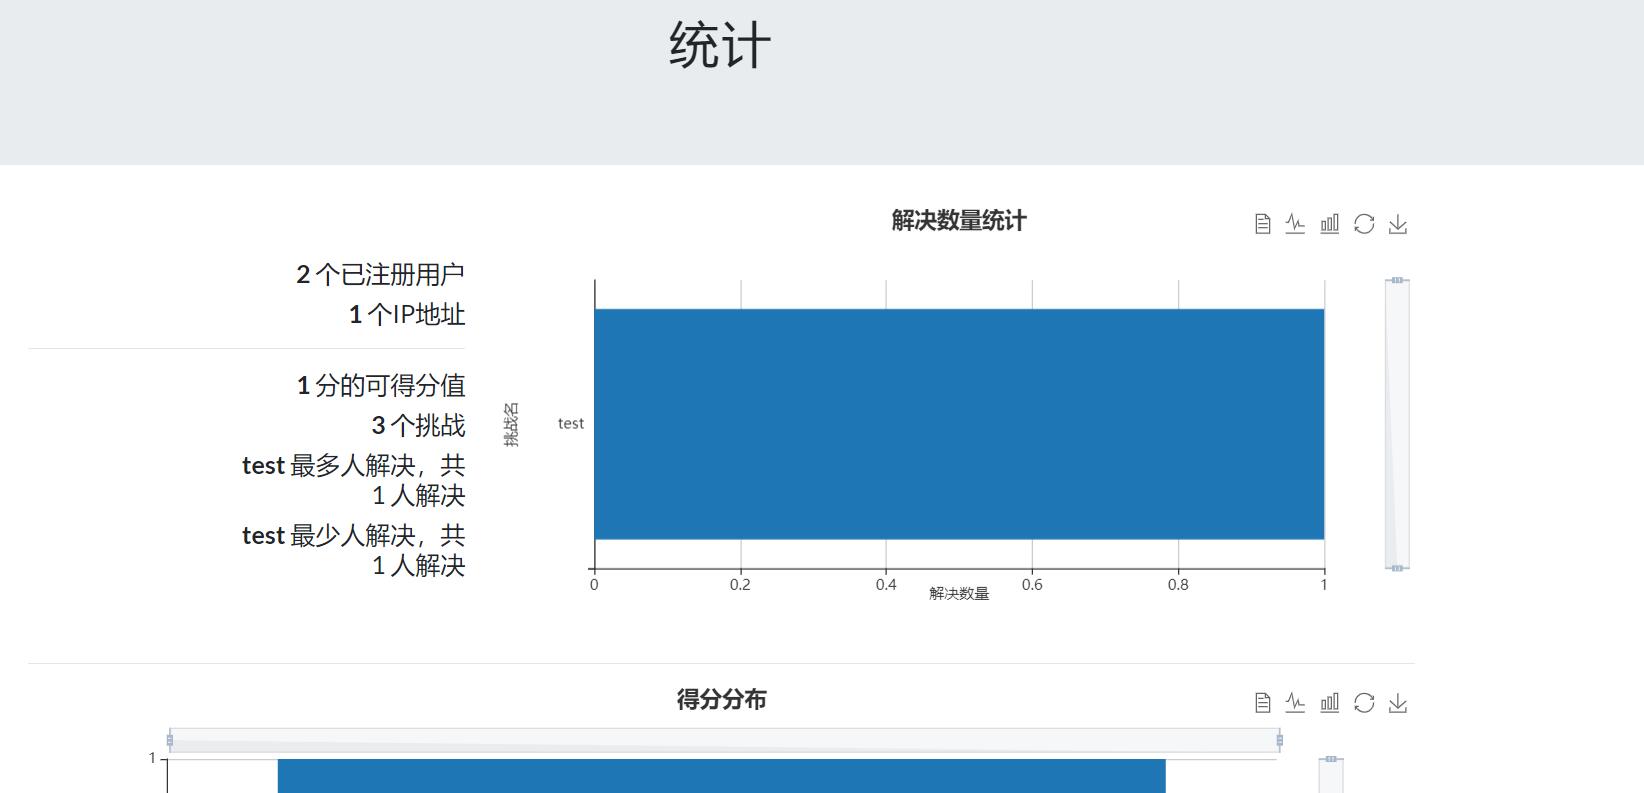 统计
2 个已注册用户
1 个IP地址
1 分的可得分值
3 个挑战
test 最多人解决，共
1 人解决
test 最少人解决，共
1 人解决
解决数量统计
挑战名
test
0
0.2
0.4
0.6
0.8
1
解决数量
得分分布
1